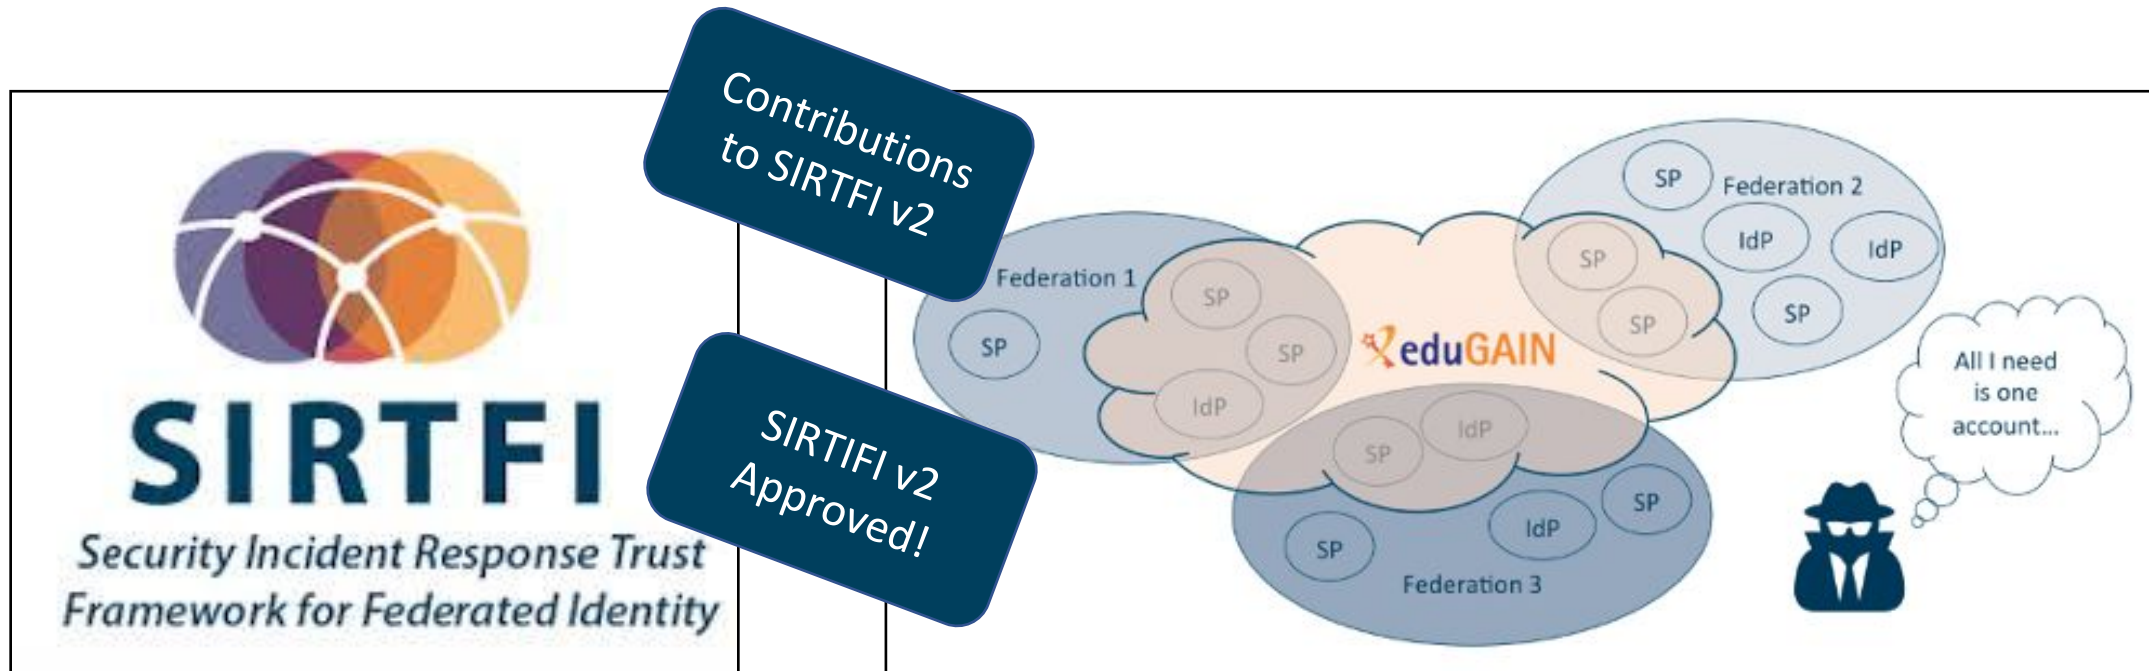 SIRTFI
Security Incident Response Trust
Framework for Federated Identity
Contributions
to SIRTFI v2
SIRTIFI v2
Approved!
Federation 1
SP
SP
SP
IdP
eduGAIN
Federation 2
SP
IdP
IdP
SP
SP
SP
SP
IdP
SP
IdP
SP
Federation 3
All I need
is one
account...